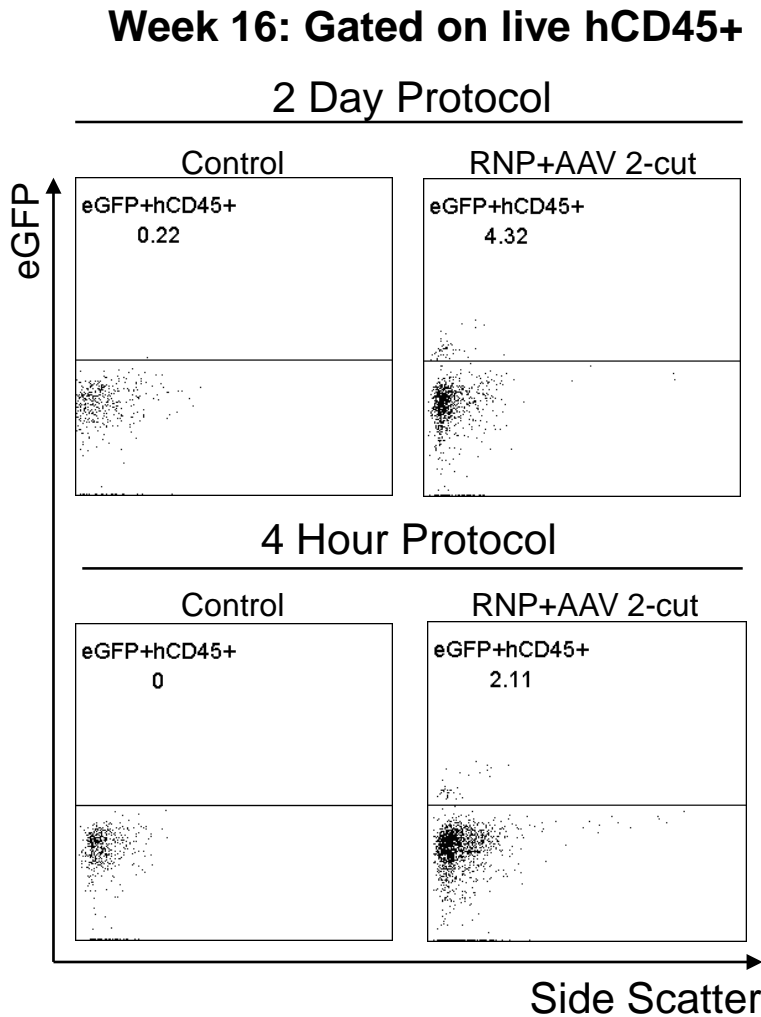 Week 16: Gated on live hCD45+
2 Day Protocol
Control
RNP+AAV 2-cut
eGFP
eGFP+hCD45+
0.22
eGFP+hCD45+
4.32
4 Hour Protocol
Control
RNP+AAV 2-cut
eGFP+hCD45+
0
eGFP+hCD45+
2.11
Side Scatter